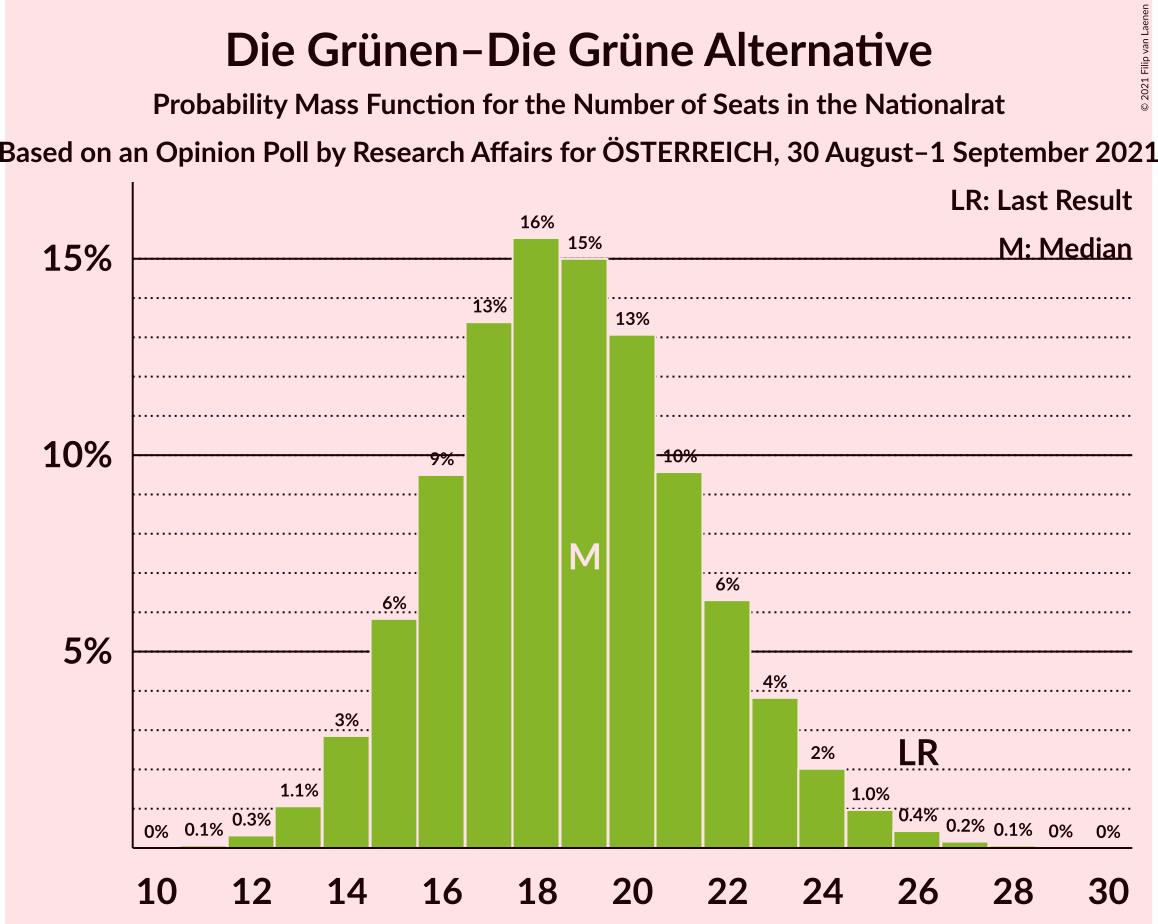 Die Grünen–Die Grüne Alternative
Probability Mass Function for the Number of Seats in the Nationalrat
Based on an Opinion Poll by Research Affairs for ÖSTERREICH, 30 August–1 September 2021
© 2021 Filip van Laenen
LR: Last Result
M: Median
15%
10%
5%
0%
0.1%
0.3%
1.1%
3%
6%
9%
13%
16%
15%
13%
10%
6%
4%
2%
1.0%
0.4%
0.2%
0.1%
0%
0%
M
LR
10 12 14 16 18 20 22 24 26 28 30